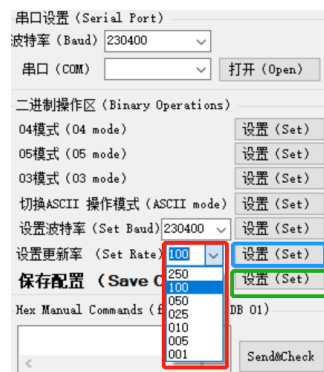 串口设置 (Serial Port)
波特率 (Baud) 230400
串口 (COM) 打开 (Open)
二进制操作区 (Binary Operations)
04模式 (04 mode) 设置 (Set)
05模式 (05 mode) 设置 (Set)
03模式 (03 mode) 设置 (Set)
切换ASCII 操作模式 (ASCII mode) 设置 (Set)
设置波特率 (Set Baud) 230400 设置 (Set)
设置更新率 (Set Rate) 100 设置 (Set)
保存配置 (Save C 设置 (Set)
250
100
050
025
010
005
001
Hex Manual Commands ( DB 01)
Send&Check